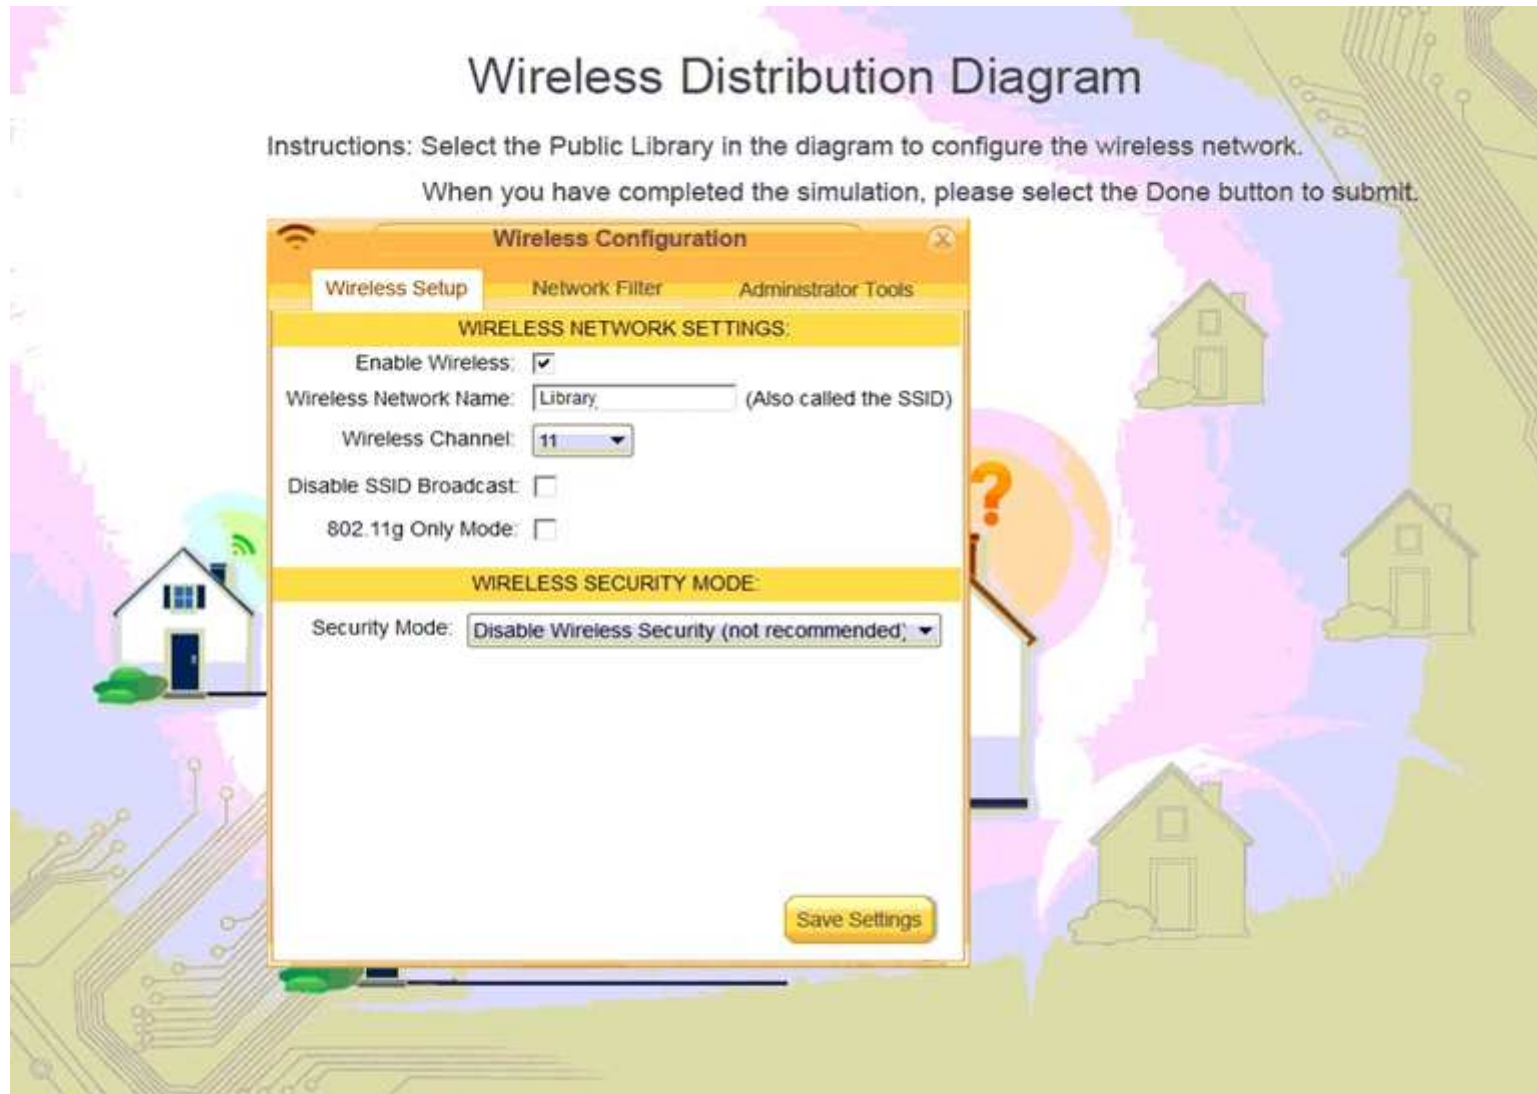 Wireless Distribution Diagram
Instructions: Select the Public Library in the diagram to configure the wireless network.
When you have completed the simulation, please select the Done button to submit.
Wireless Configuration
Wireless Setup Network Filter Administrator Tools
WIRELESS NETWORK SETTINGS:
Enable Wireless:
Wireless Network Name: Library (Also called the SSID)
Wireless Channel: 11
Disable SSID Broadcast:
802.11g Only Mode:
?
WIRELESS SECURITY MODE:
Security Mode: Disable Wireless Security (not recommended)
Save Settings